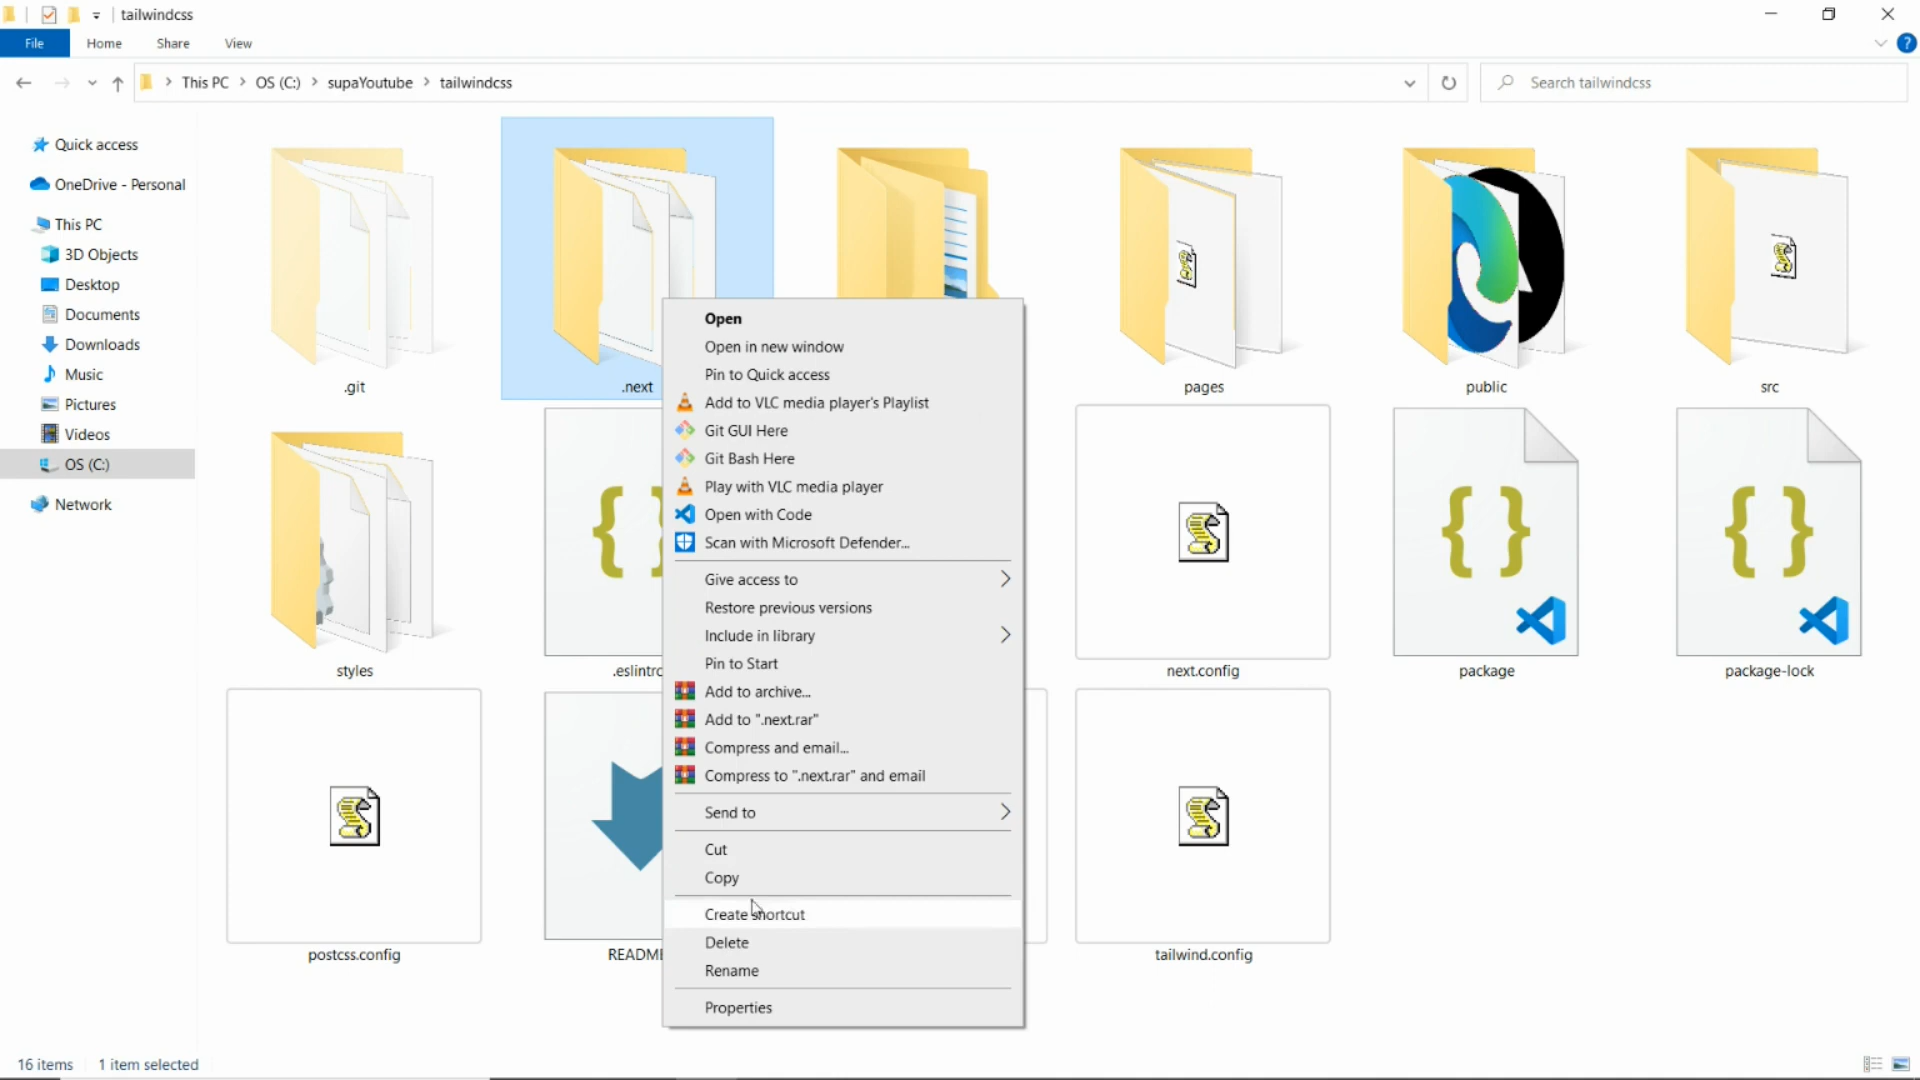 tailwindcss
File
Home
Share
View
This PC
OS (C:)
supaYoutube
tailwindcss
Search tailwindcss
Quick access
OneDrive - Personal
This PC
3D Objects
Desktop
Documents
Downloads
Music
Pictures
Videos
OS (C:)
Network
.git
.next
pages
public
src
styles
.eslintrc
next.config
package
package-lock
postcss.config
README
tailwind.config
Open
Open in new window
Pin to Quick access
Add to VLC media player's Playlist
Git GUI Here
Git Bash Here
Play with VLC media player
Open with Code
Scan with Microsoft Defender...
Give access to
Restore previous versions
Include in library
Pin to Start
Add to archive...
Add to ".next.rar"
Compress and email...
Compress to ".next.rar" and email
Send to
Cut
Copy
Create shortcut
Delete
Rename
Properties
16 items
1 item selected